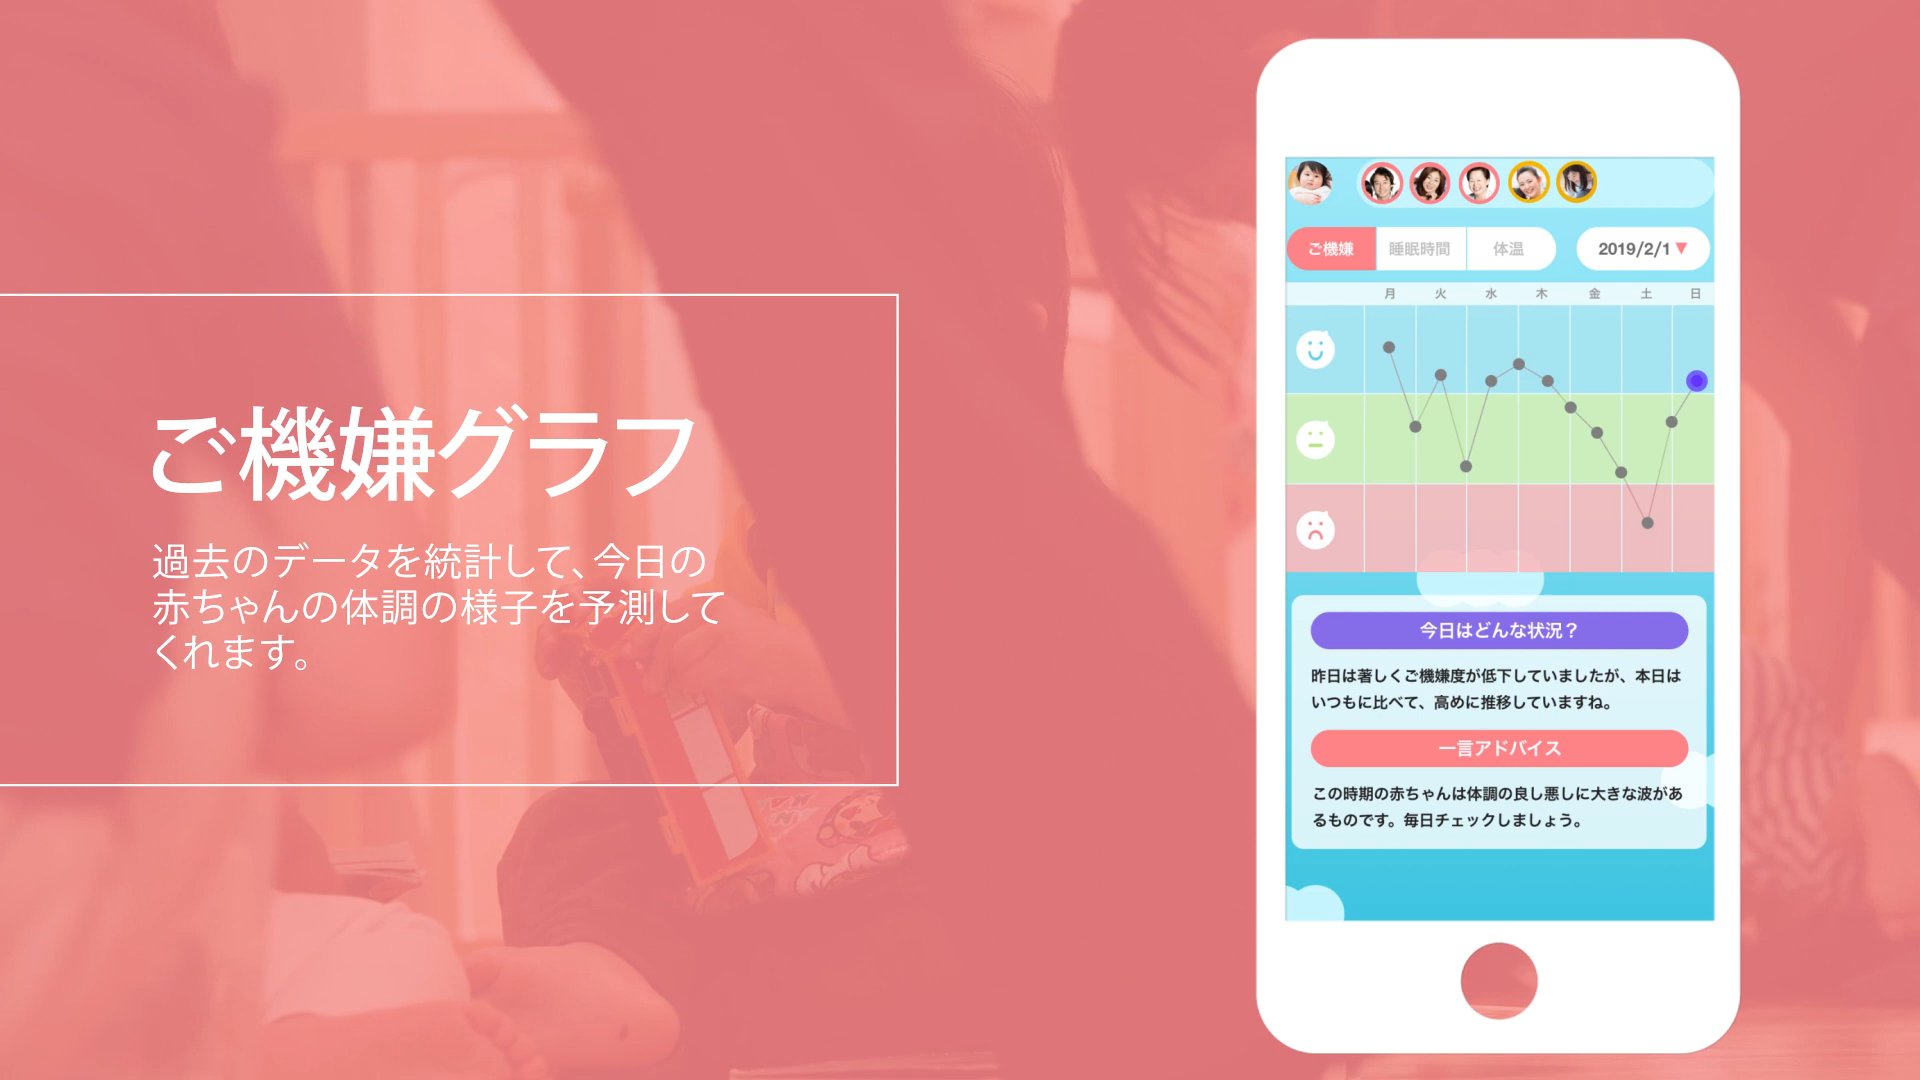 ご機嫌グラフ
過去のデータを統計して、今日の
赤ちゃんの体調の様子を予測して
くれます。
ご機嫌 睡眠時間 体温 2019/2/1▼
月 火 水 木 金 土 日
今日はどんな状況？
昨日は著しくご機嫌度が低下していましたが、本日は
いつもに比べて、高めに推移していますね。
一言アドバイス
この時期の赤ちゃんは体調の良し悪しに大きな波があ
るものです。毎日チェックしましょう。